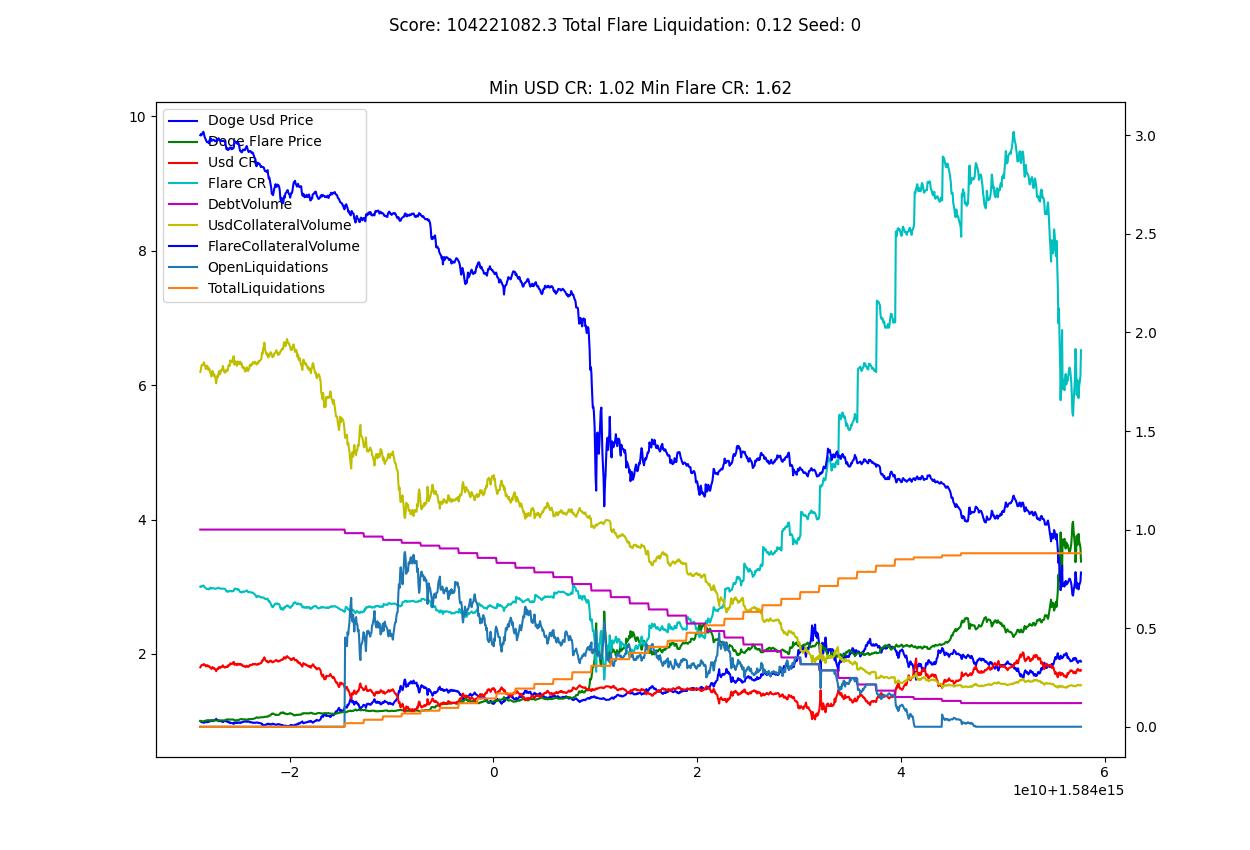 Score: 104221082.3 Total Flare Liquidation: 0.12 Seed: 0
Min USD CR: 1.02 Min Flare CR: 1.62
Doge Usd Price
Doge Flare Price
Usd CR
Flare CR
DebtVolume
UsdCollateralVolume
FlareCollateralVolume
OpenLiquidations
TotalLiquidations
10
8
6
4
2
3.0
2.5
2.0
1.5
1.0
0.5
0.0
−2
0
2
4
6
1e10+1.584e15